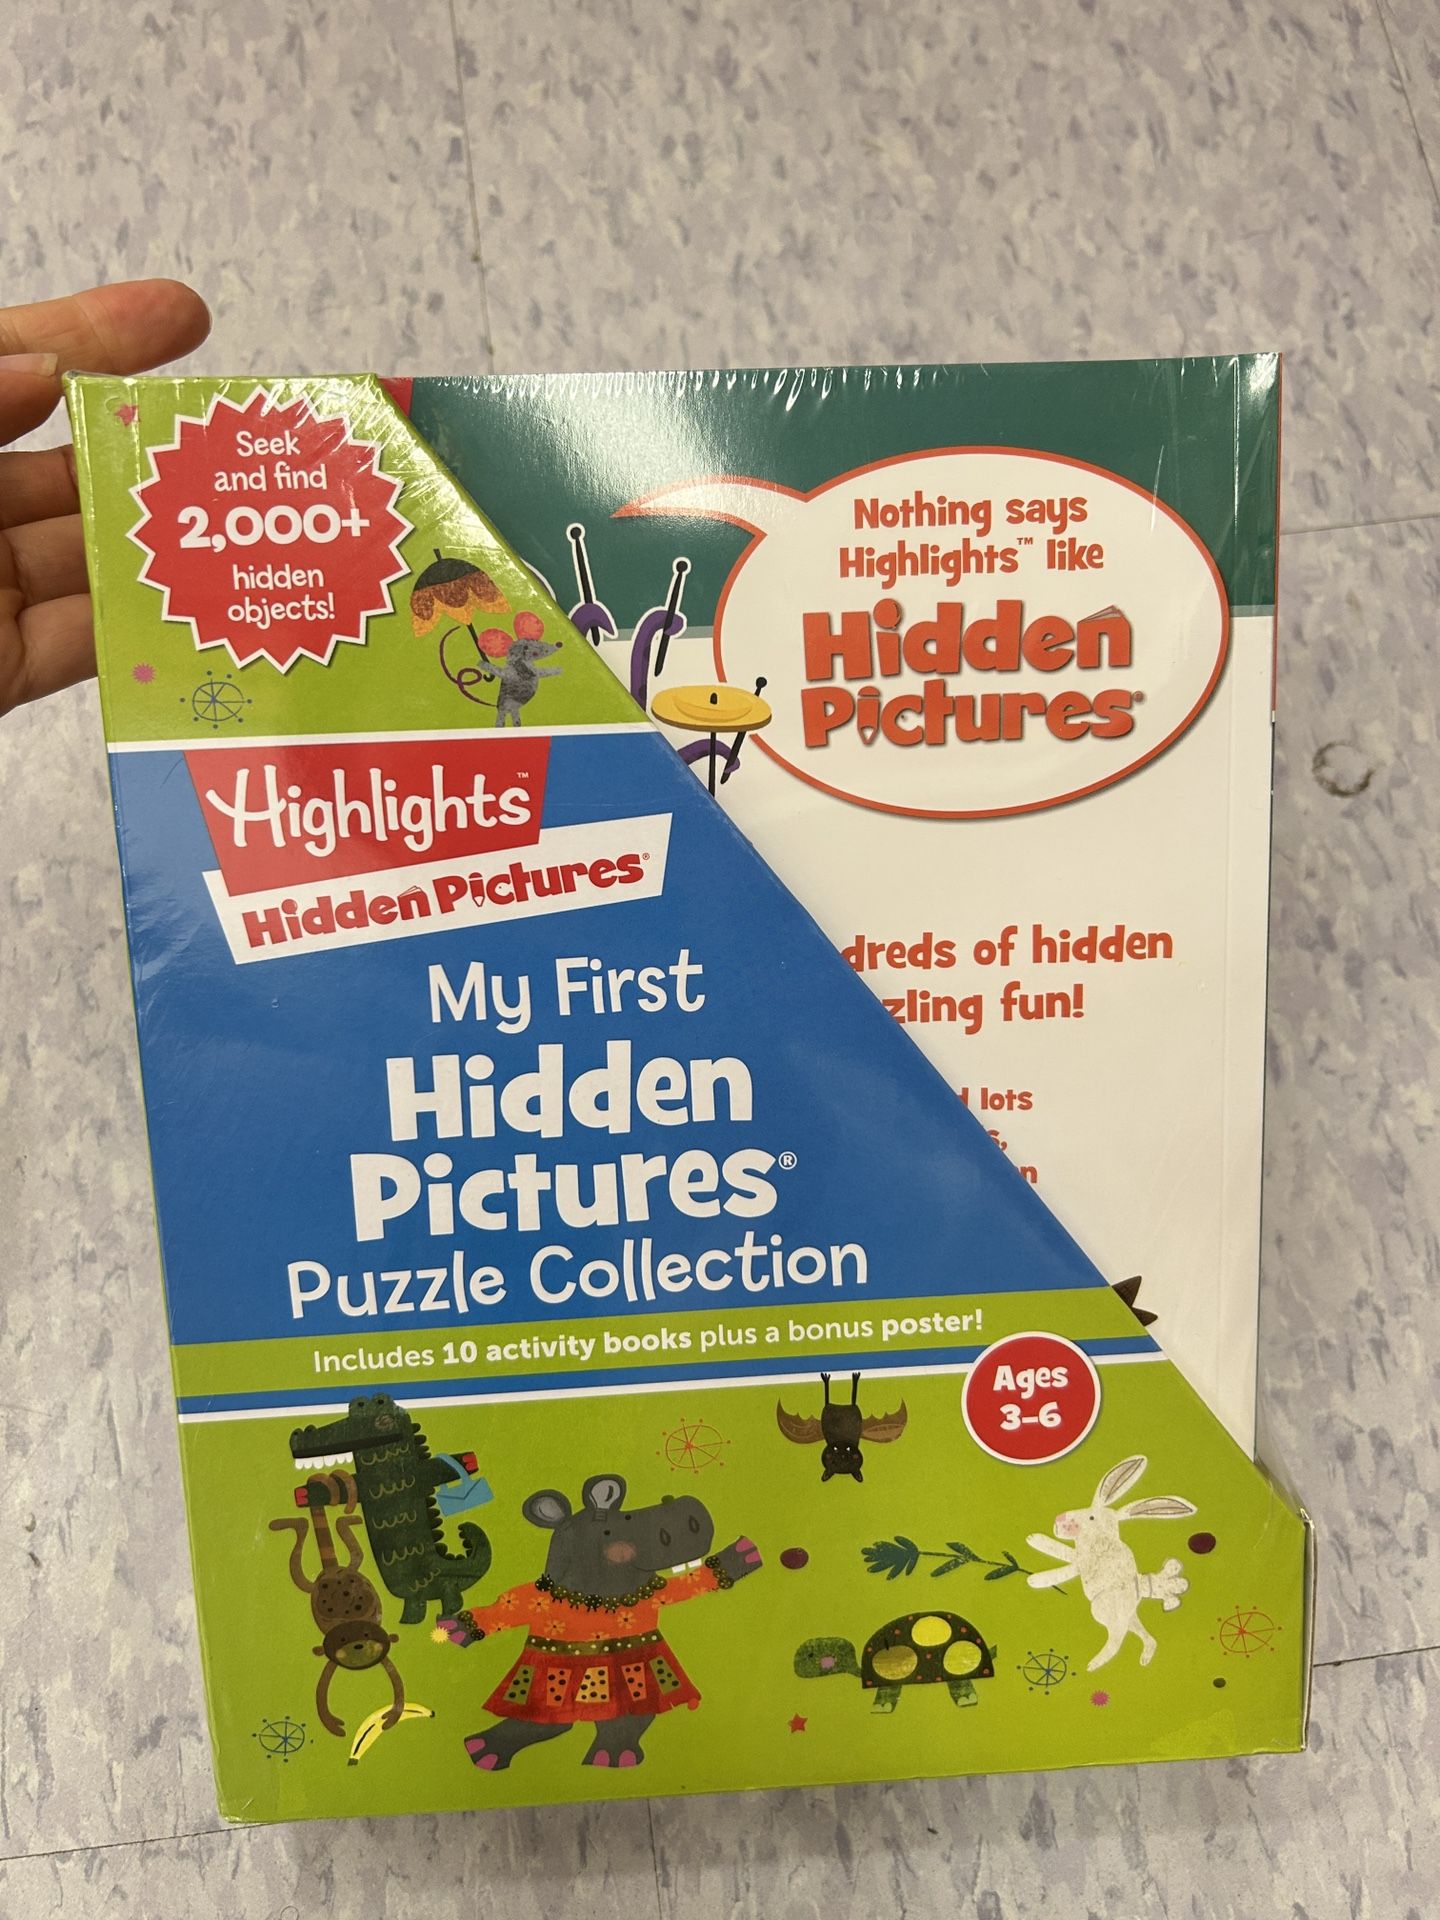 Seek
and find
2,000+
hidden
objects!
Nothing says
Highlights™ like
Hidden
Pictures®
Highlights™
Hidden Pictures®
My First
Hidden
Pictures®
Puzzle Collection
Includes 10 activity books plus a bonus poster!
Ages
3–6
dreds of hidden
zling fun!
lots